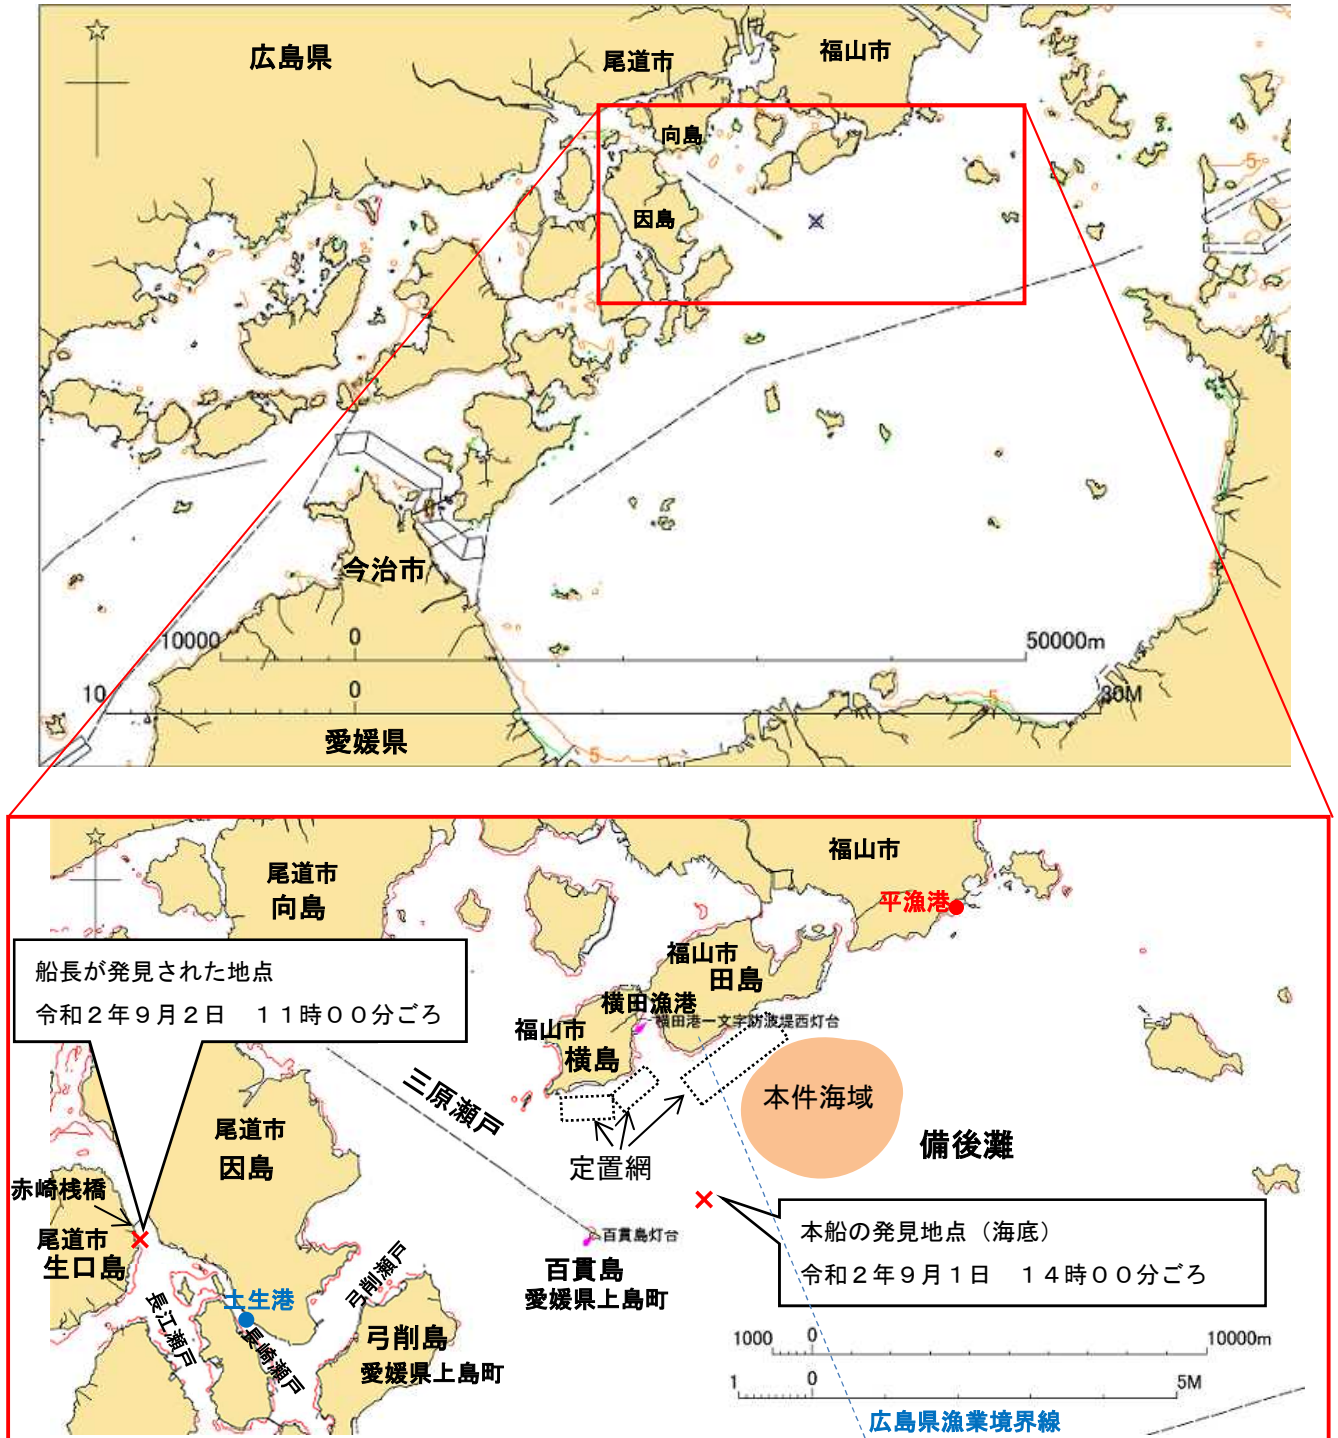 広島県
尾道市
福山市
向島
因島
5
今治市
10000
0
50000m
10
0
30M
5
愛媛県
5
尾道市
向島
福山市
平漁港
船長が発見された地点
令和２年９月２日　１１時００分ごろ
福山市
田島
横田漁港
横田港一文字防波堤西灯台
福山市
横島
三原瀬戸
本件海域
尾道市
因島
定置網
備後灘
赤崎桟橋
尾道市
生口島
百貫島灯台
百貫島
愛媛県上島町
本船の発見地点（海底）
令和２年９月１日　１４時００分ごろ
弓削瀬戸
土生港
長江瀬戸
長崎瀬戸
弓削島
愛媛県上島町
1000
0
10000m
1
0
5M
広島県漁業境界線